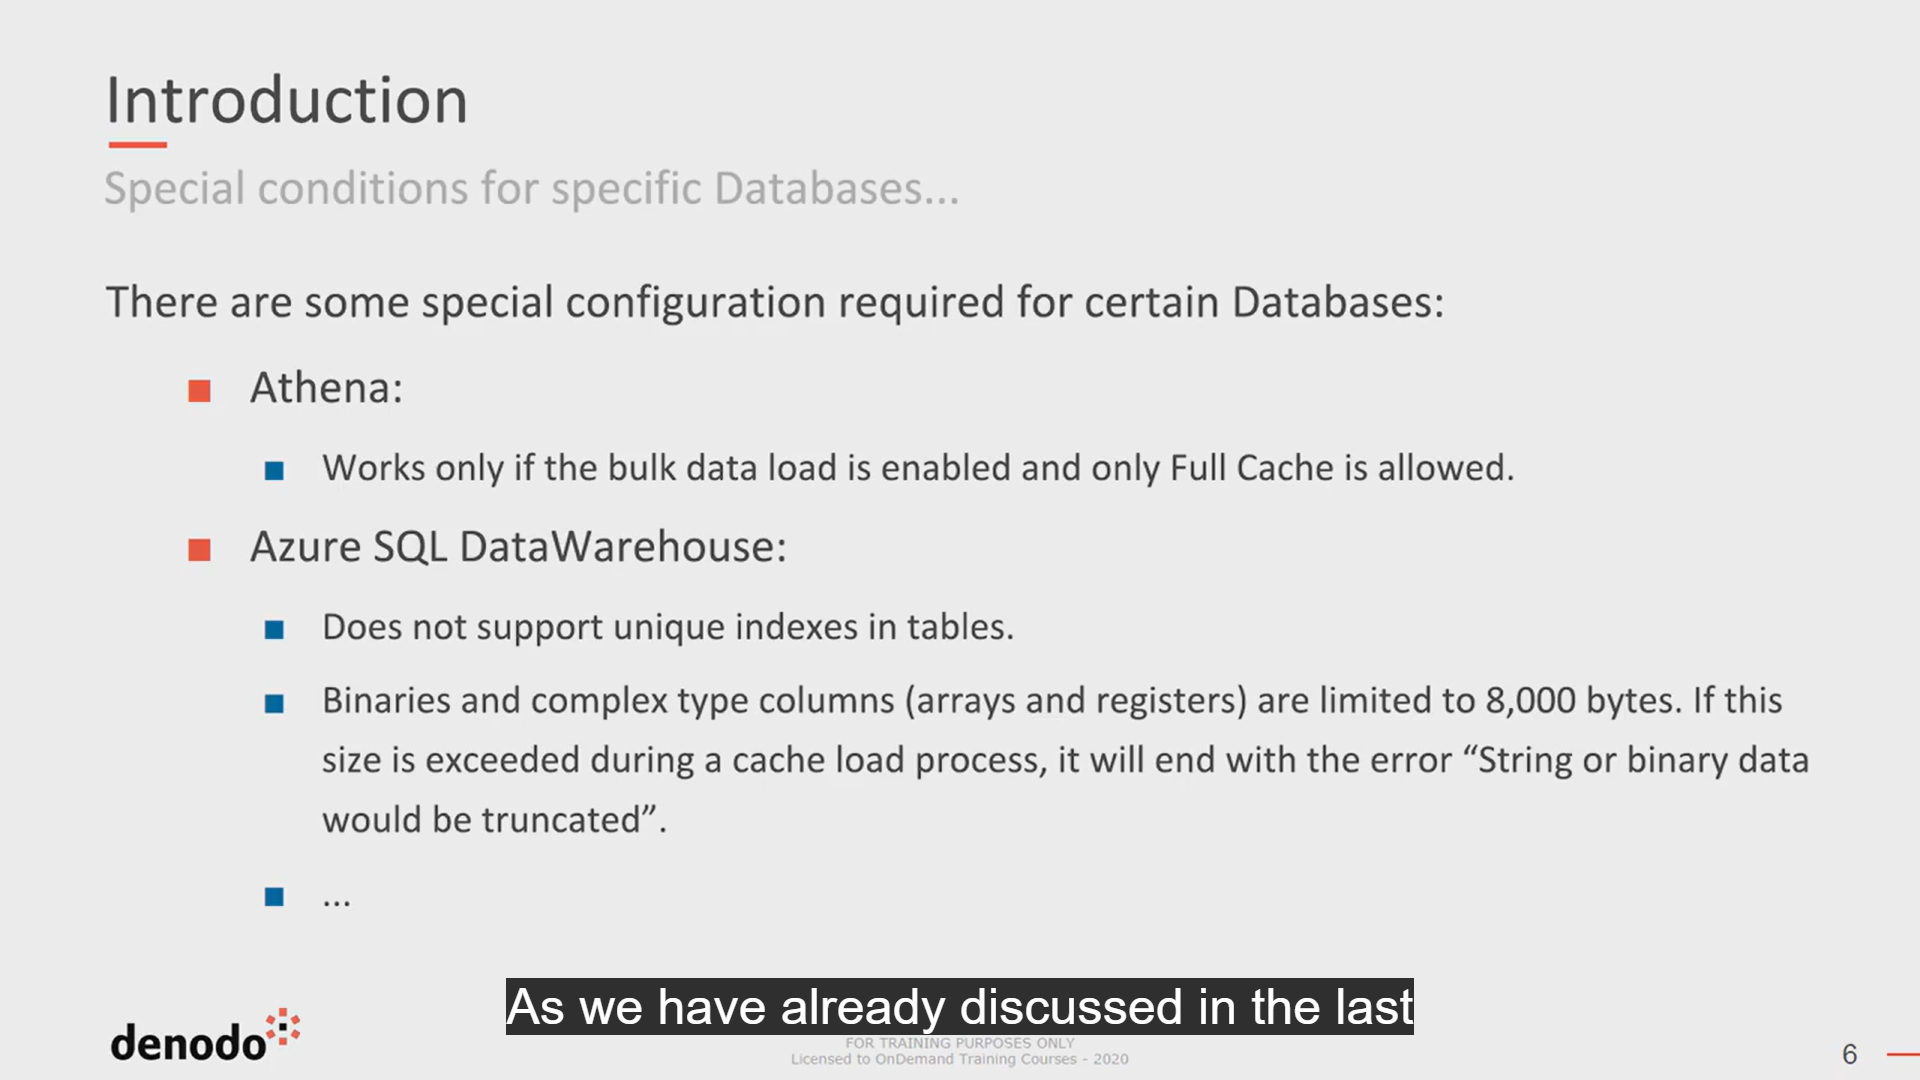 Introduction
Special conditions for specific Databases...
There are some special configuration required for certain Databases:
Athena:
Works only if the bulk data load is enabled and only Full Cache is allowed.
Azure SQL DataWarehouse:
Does not support unique indexes in tables.
Binaries and complex type columns (arrays and registers) are limited to 8,000 bytes. If this
size is exceeded during a cache load process, it will end with the error “String or binary data
would be truncated”.
...
As we have already discussed in the last
denodo
FOR TRAINING PURPOSES ONLY
Licensed to OnDemand Training Courses - 2020
6